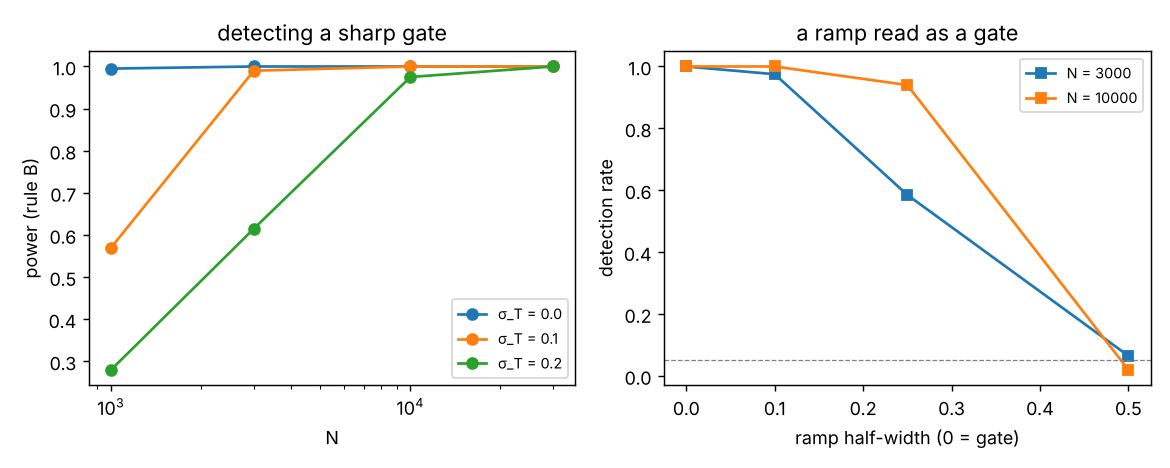 detecting a sharp gate
power (rule B)
1.0
0.9
0.8
0.7
0.6
0.5
0.4
0.3
σ_T = 0.0
σ_T = 0.1
σ_T = 0.2
10³
10⁴
N
a ramp read as a gate
detection rate
1.0
0.8
0.6
0.4
0.2
0.0
N = 3000
N = 10000
0.0
0.1
0.2
0.3
0.4
0.5
ramp half-width (0 = gate)